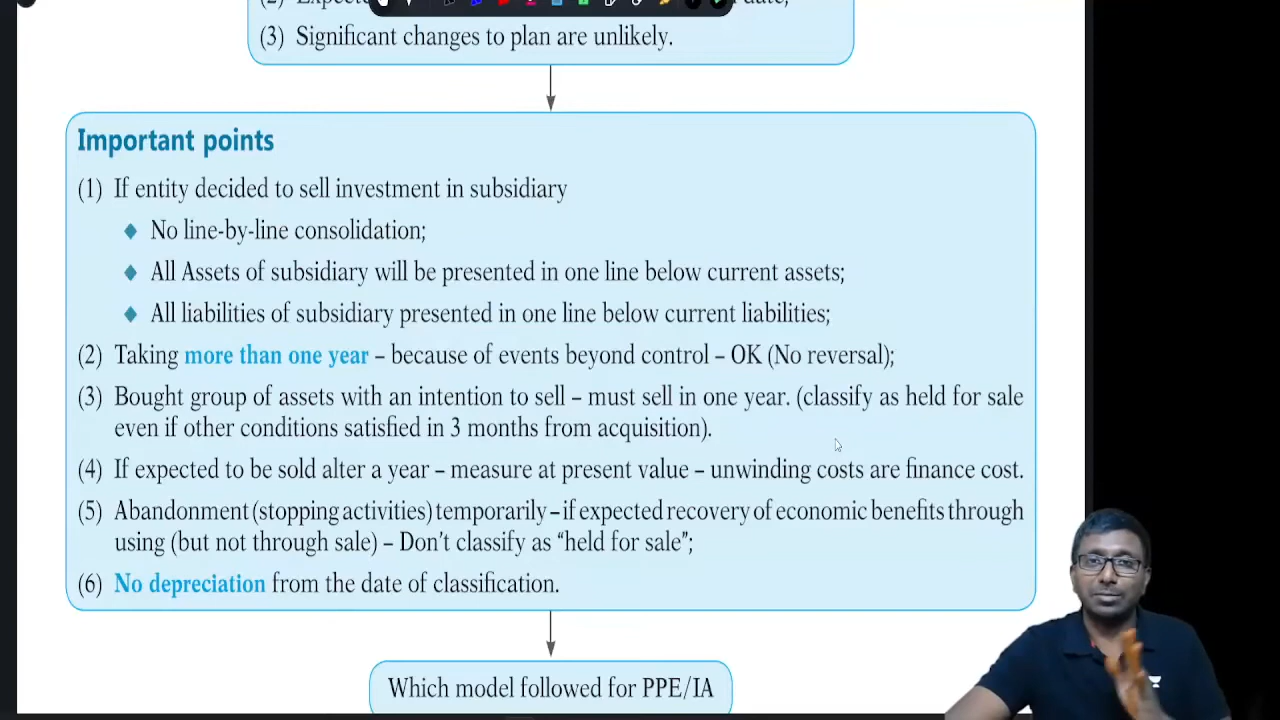 (2) Expected date;
(3) Significant changes to plan are unlikely.
Important points
(1) If entity decided to sell investment in subsidiary
♦ No line-by-line consolidation;
♦ All Assets of subsidiary will be presented in one line below current assets;
♦ All liabilities of subsidiary presented in one line below current liabilities;
(2) Taking more than one year – because of events beyond control – OK (No reversal);
(3) Bought group of assets with an intention to sell – must sell in one year. (classify as held for sale
even if other conditions satisfied in 3 months from acquisition).
(4) If expected to be sold alter a year – measure at present value – unwinding costs are finance cost.
(5) Abandonment (stopping activities) temporarily – if expected recovery of economic benefits through
using (but not through sale) – Don't classify as “held for sale”;
(6) No depreciation from the date of classification.
Which model followed for PPE/IA